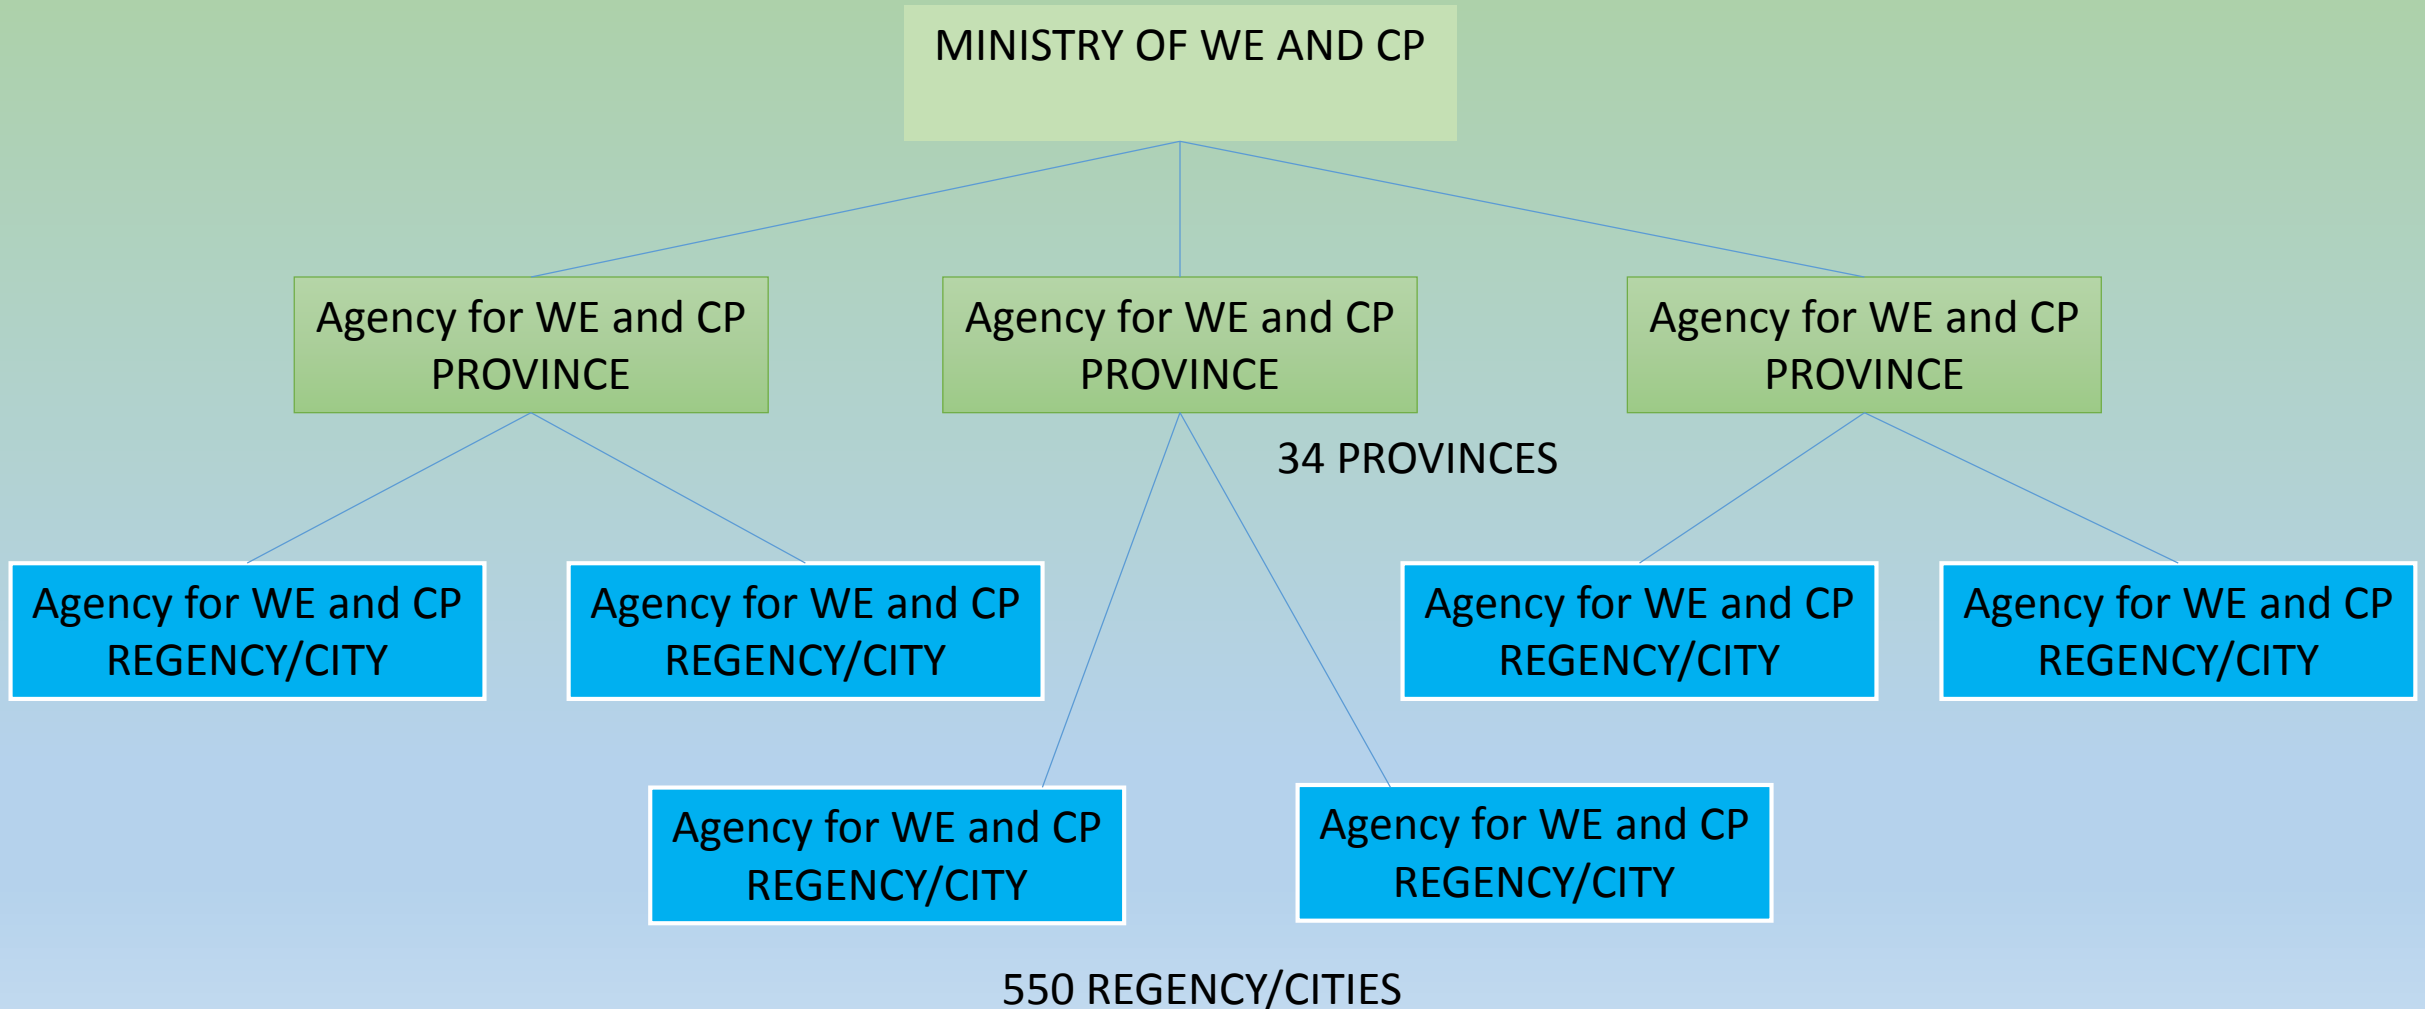 MINISTRY OF WE AND CP
Agency for WE and CP
PROVINCE
Agency for WE and CP
PROVINCE
Agency for WE and CP
PROVINCE
34 PROVINCES
Agency for WE and CP
REGENCY/CITY
Agency for WE and CP
REGENCY/CITY
Agency for WE and CP
REGENCY/CITY
Agency for WE and CP
REGENCY/CITY
Agency for WE and CP
REGENCY/CITY
Agency for WE and CP
REGENCY/CITY
550 REGENCY/CITIES